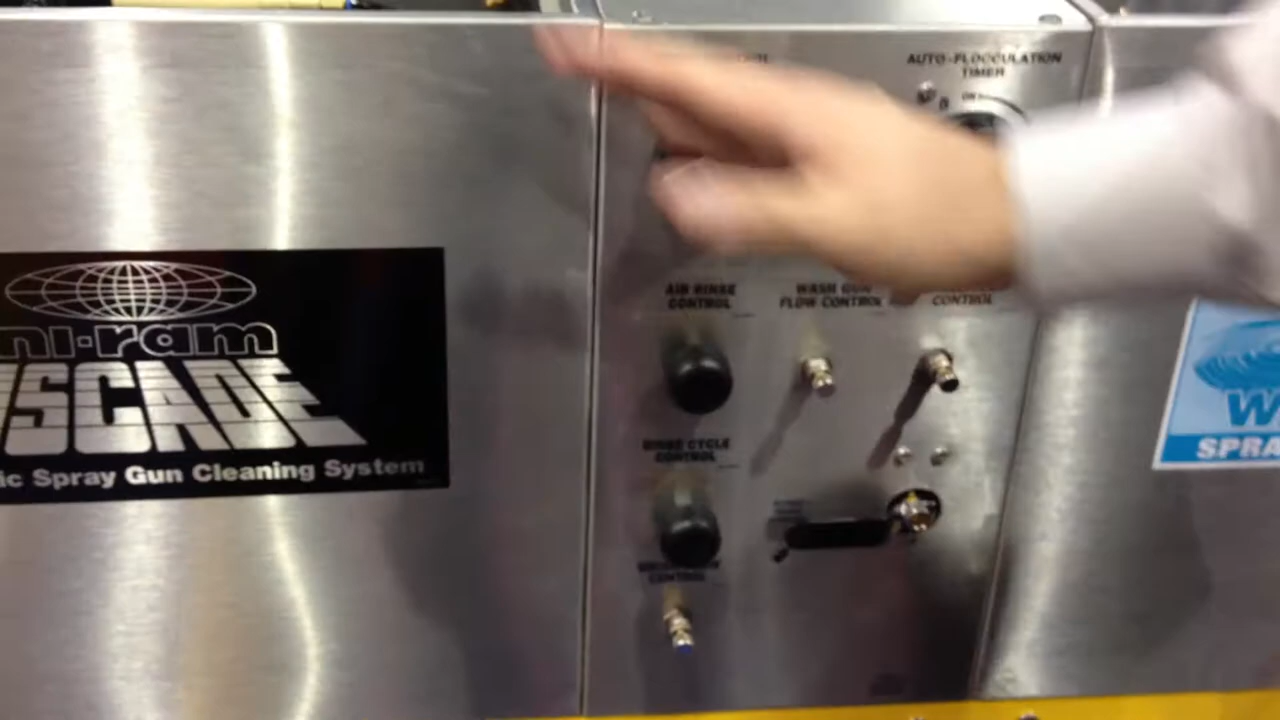 AUTO-FLOCCULATION
TIMER
ni-ram
SCADE
ic Spray Gun Cleaning System
AIR RINSE
CONTROL
WASH GUN
FLOW CONTROL
CONTROL
RINSE CYCLE
CONTROL
CONTROL
W
SPRA